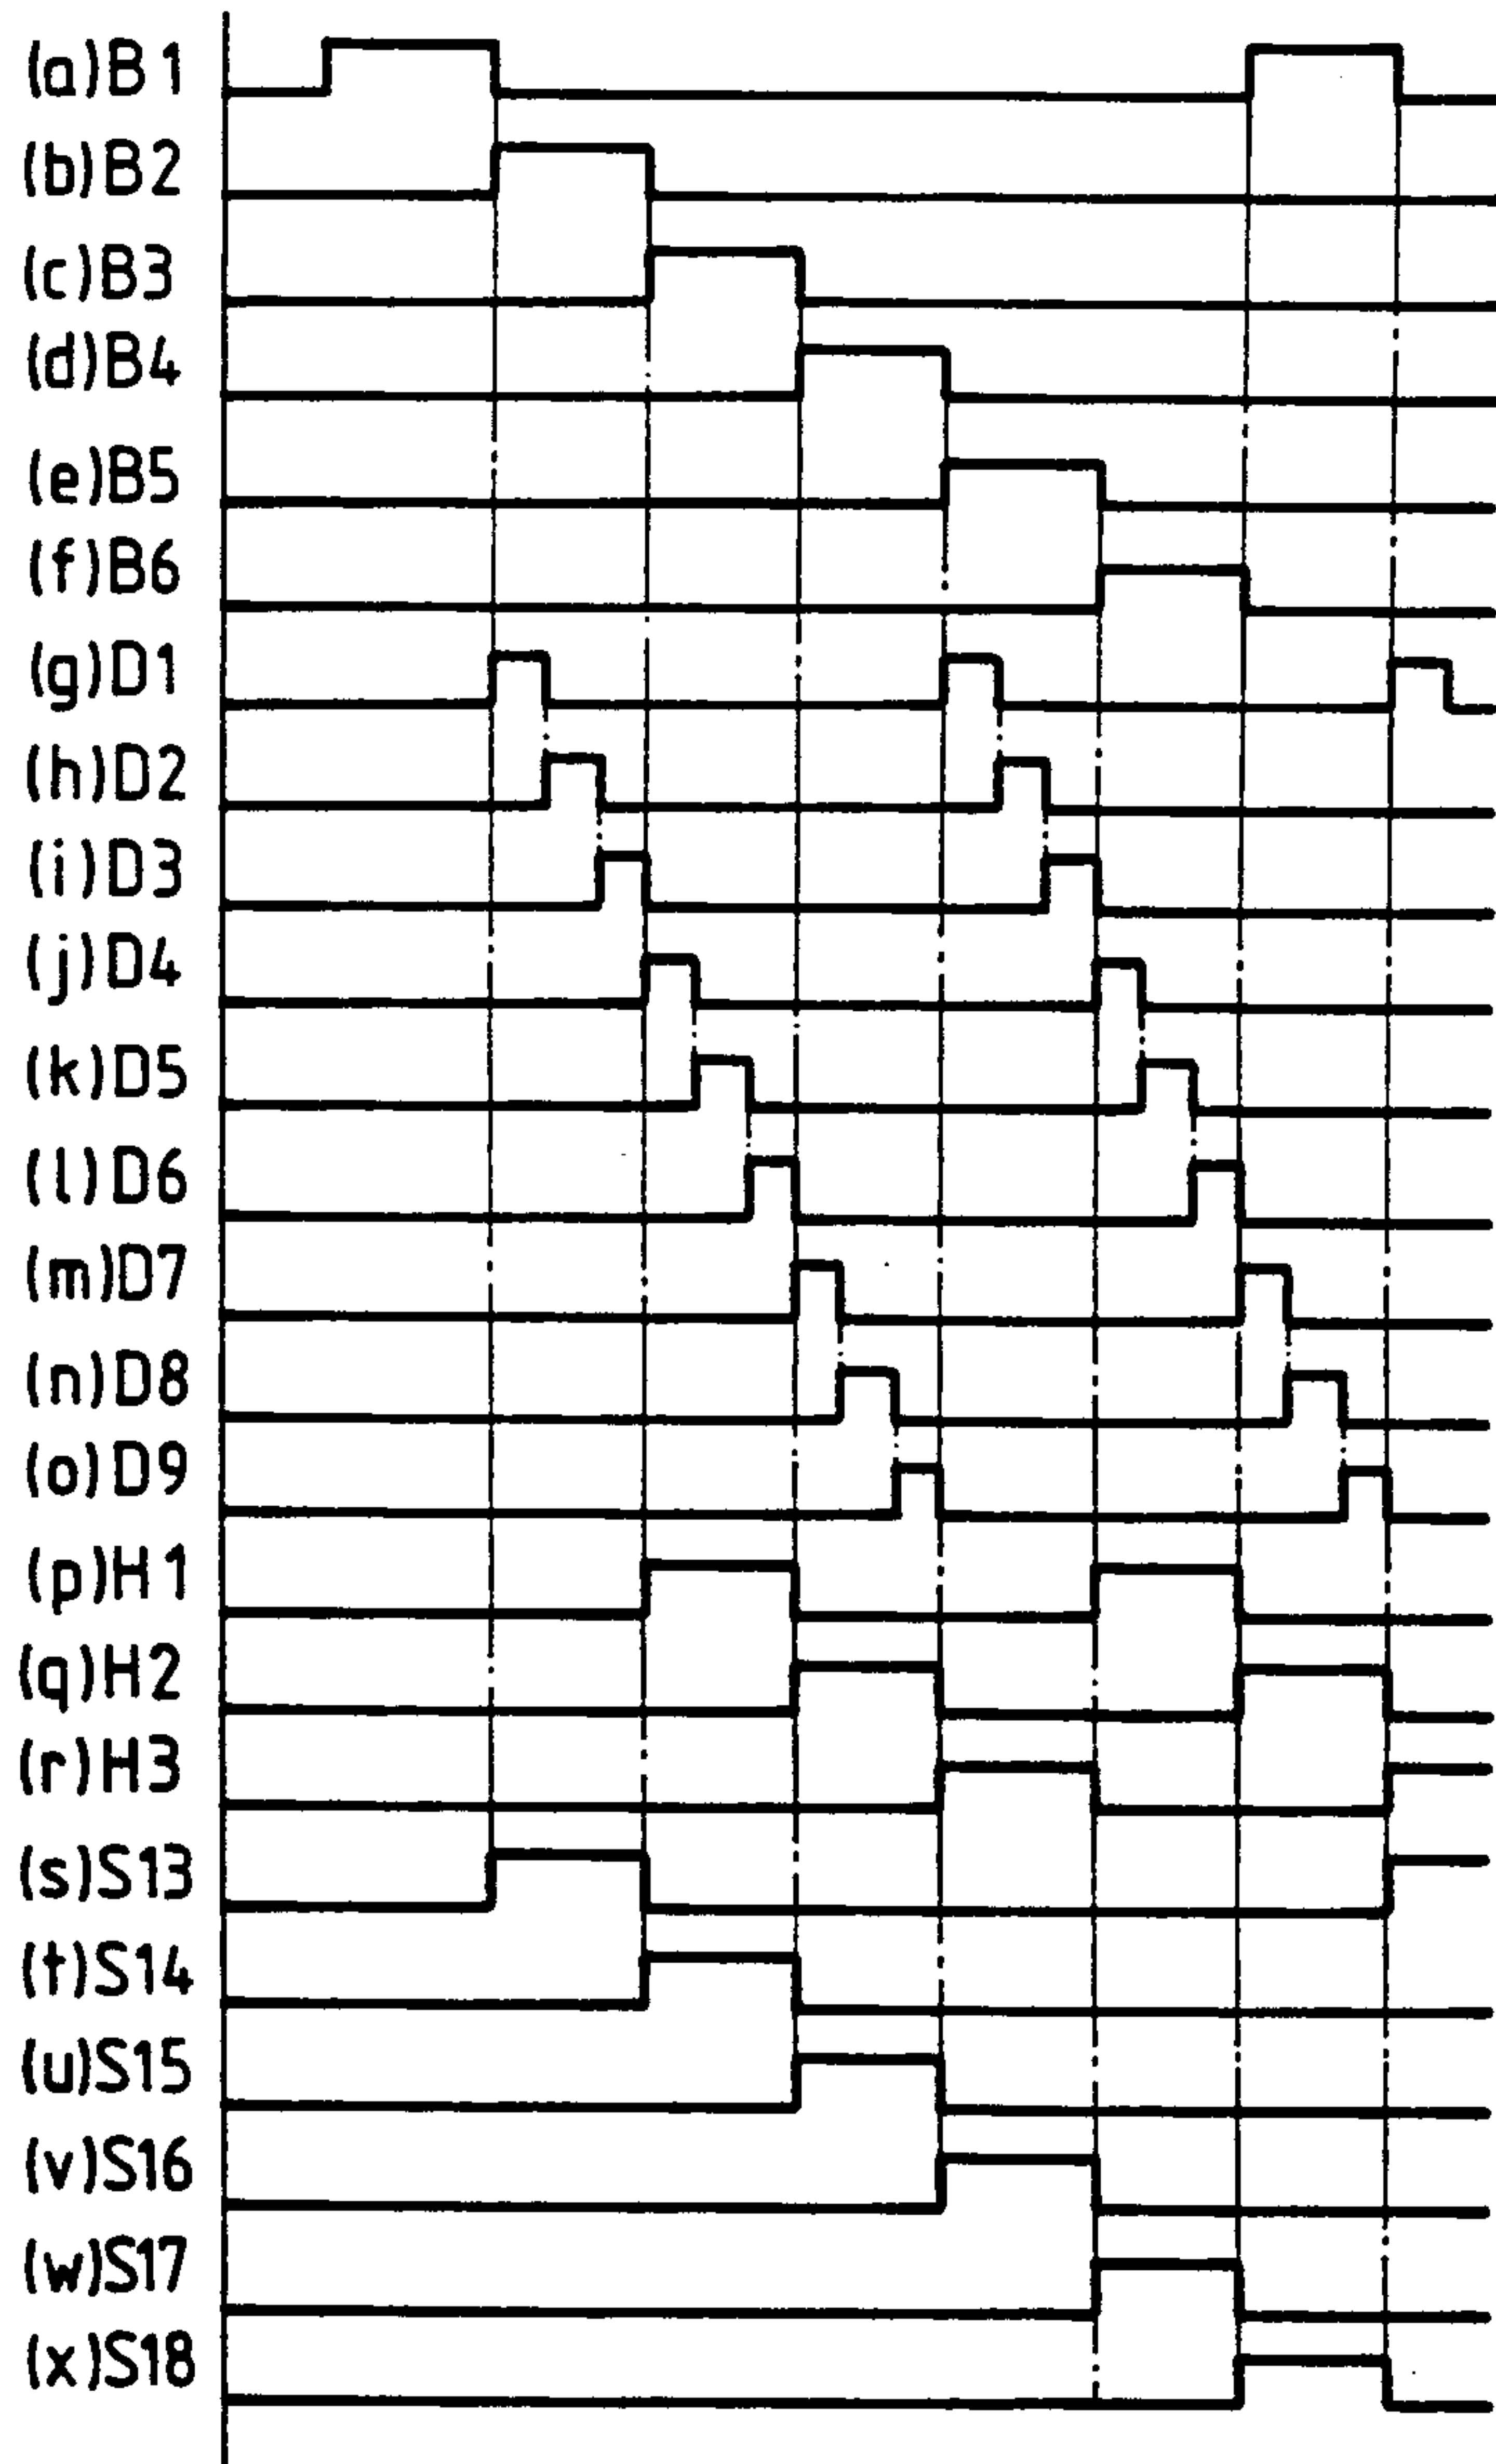 (a)B1
(b)B2
(c)B3
(d)B4
(e)B5
(f)B6
(g)D1
(h)D2
(i)D3
(j)D4
(k)D5
(l)D6
(m)D7
(n)D8
(o)D9
(p)H1
(q)H2
(r)H3
(s)S13
(t)S14
(u)S15
(v)S16
(w)S17
(x)S18